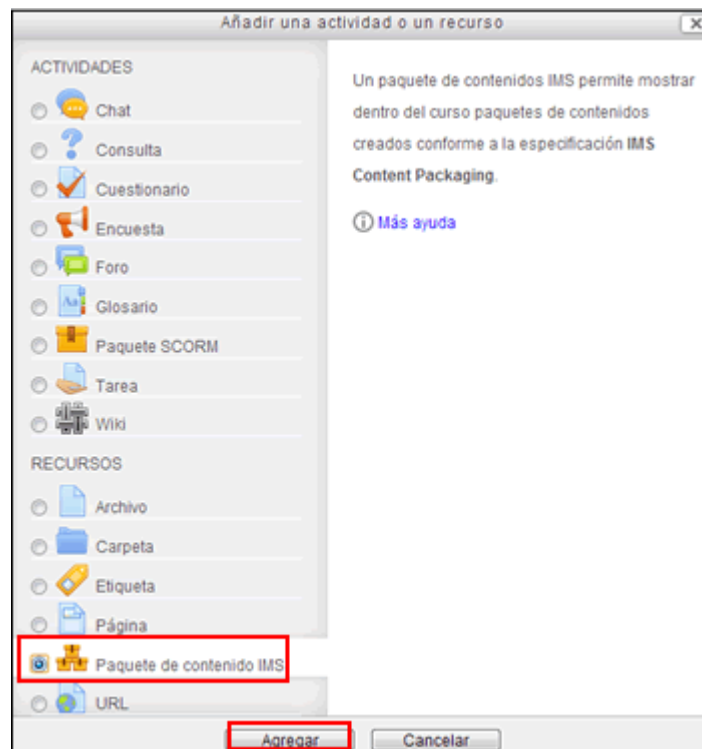 Añadir una actividad o un recurso
ACTIVIDADES
Chat
Consulta
Cuestionario
Encuesta
Foro
Glosario
Paquete SCORM
Tarea
Wiki
RECURSOS
Archivo
Carpeta
Etiqueta
Página
Paquete de contenido IMS
URL
Un paquete de contenidos IMS permite mostrar
dentro del curso paquetes de contenidos
creados conforme a la especificación IMS
Content Packaging.
Más ayuda
Agregar
Cancelar